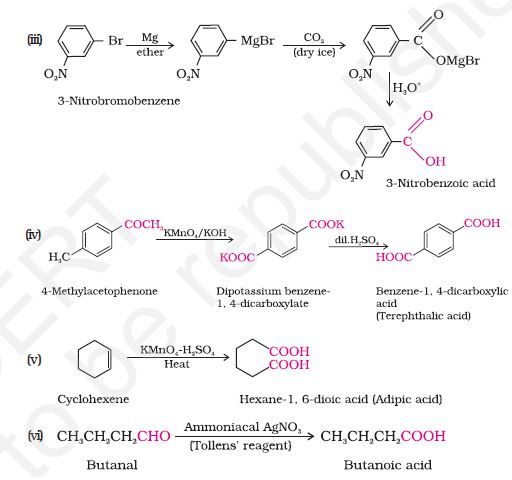 (iii) Br Mg ether MgBr CO₂ (dry ice) C O OMgBr
O₂N O₂N O₂N
3-Nitrobromobenzene
H₃O⁺
O C OH
O₂N
3-Nitrobenzoic acid
(iv) COCH₃ KMnO₄/KOH COOK dil.H₂SO₄ COOH
H₃C KOOC HOOC
4-Methylacetophenone Dipotassium benzene- Benzene-1, 4-dicarboxylic
1, 4-dicarboxylate acid
(Terephthalic acid)
(v) KMnO₄-H₂SO₄ COOH
Heat COOH
Cyclohexene Hexane-1, 6-dioic acid (Adipic acid)
(vi) CH₃CH₂CH₂CHO Ammoniacal AgNO₃ CH₃CH₂CH₂COOH
(Tollens' reagent)
Butanal Butanoic acid
to be republishe